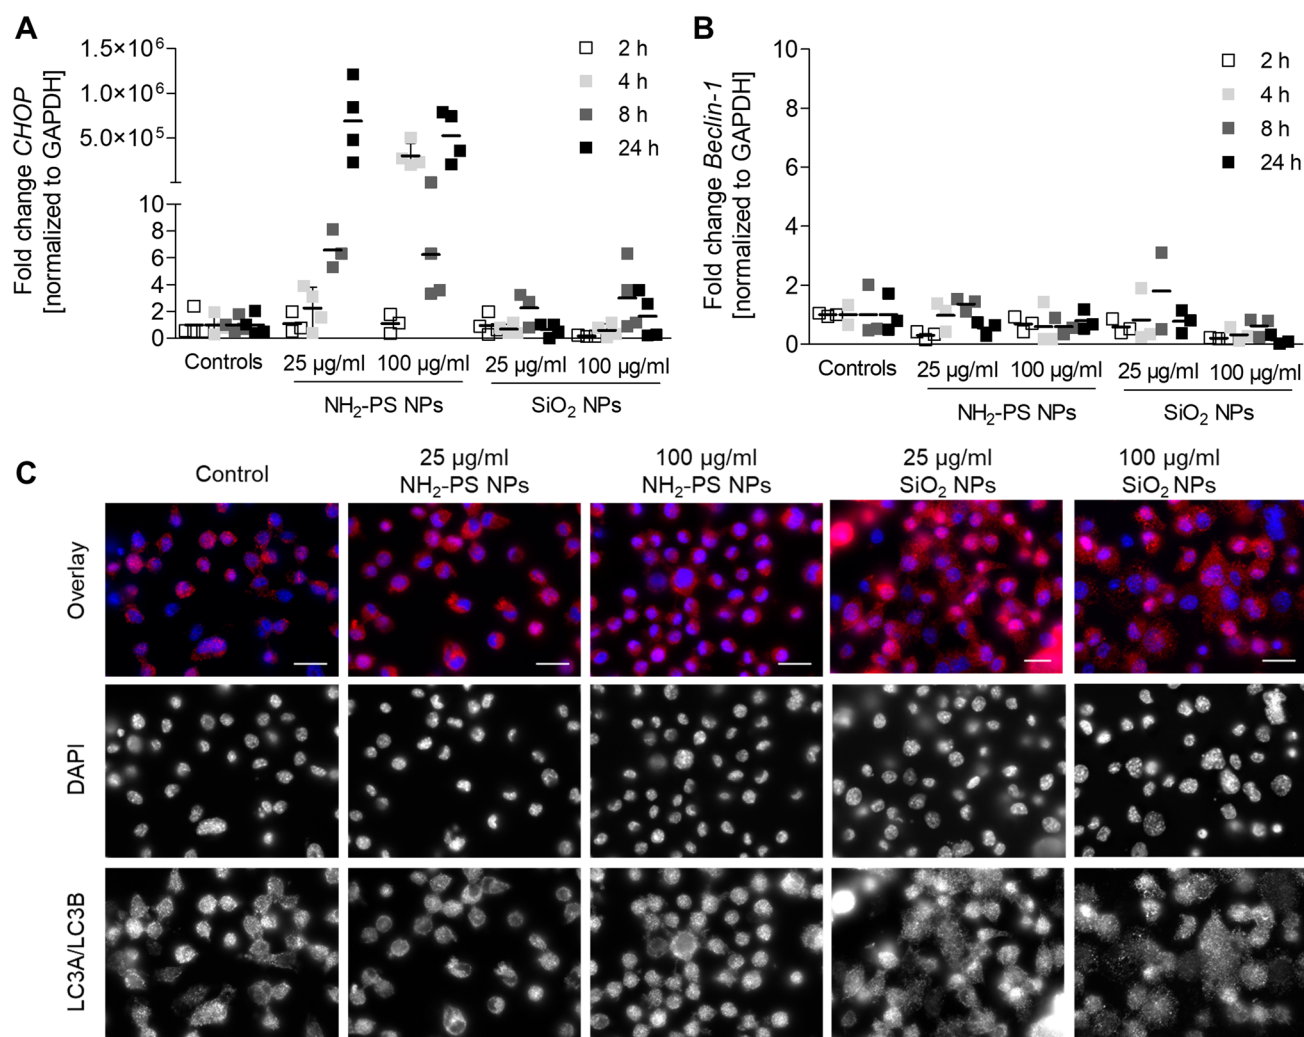 A
Fold change CHOP
[normalized to GAPDH]
1.5×10⁶
1.0×10⁶
5.0×10⁵
10
8
6
4
2
0
2 h
4 h
8 h
24 h
Controls
25 µg/ml 100 µg/ml
25 µg/ml 100 µg/ml
NH₂-PS NPs
SiO₂ NPs
B
Fold change Beclin-1
[normalized to GAPDH]
10
8
6
4
2
0
2 h
4 h
8 h
24 h
Controls
25 µg/ml 100 µg/ml
25 µg/ml 100 µg/ml
NH₂-PS NPs
SiO₂ NPs
C
Control
25 µg/ml
NH₂-PS NPs
100 µg/ml
NH₂-PS NPs
25 µg/ml
SiO₂ NPs
100 µg/ml
SiO₂ NPs
Overlay
DAPI
LC3A/LC3B